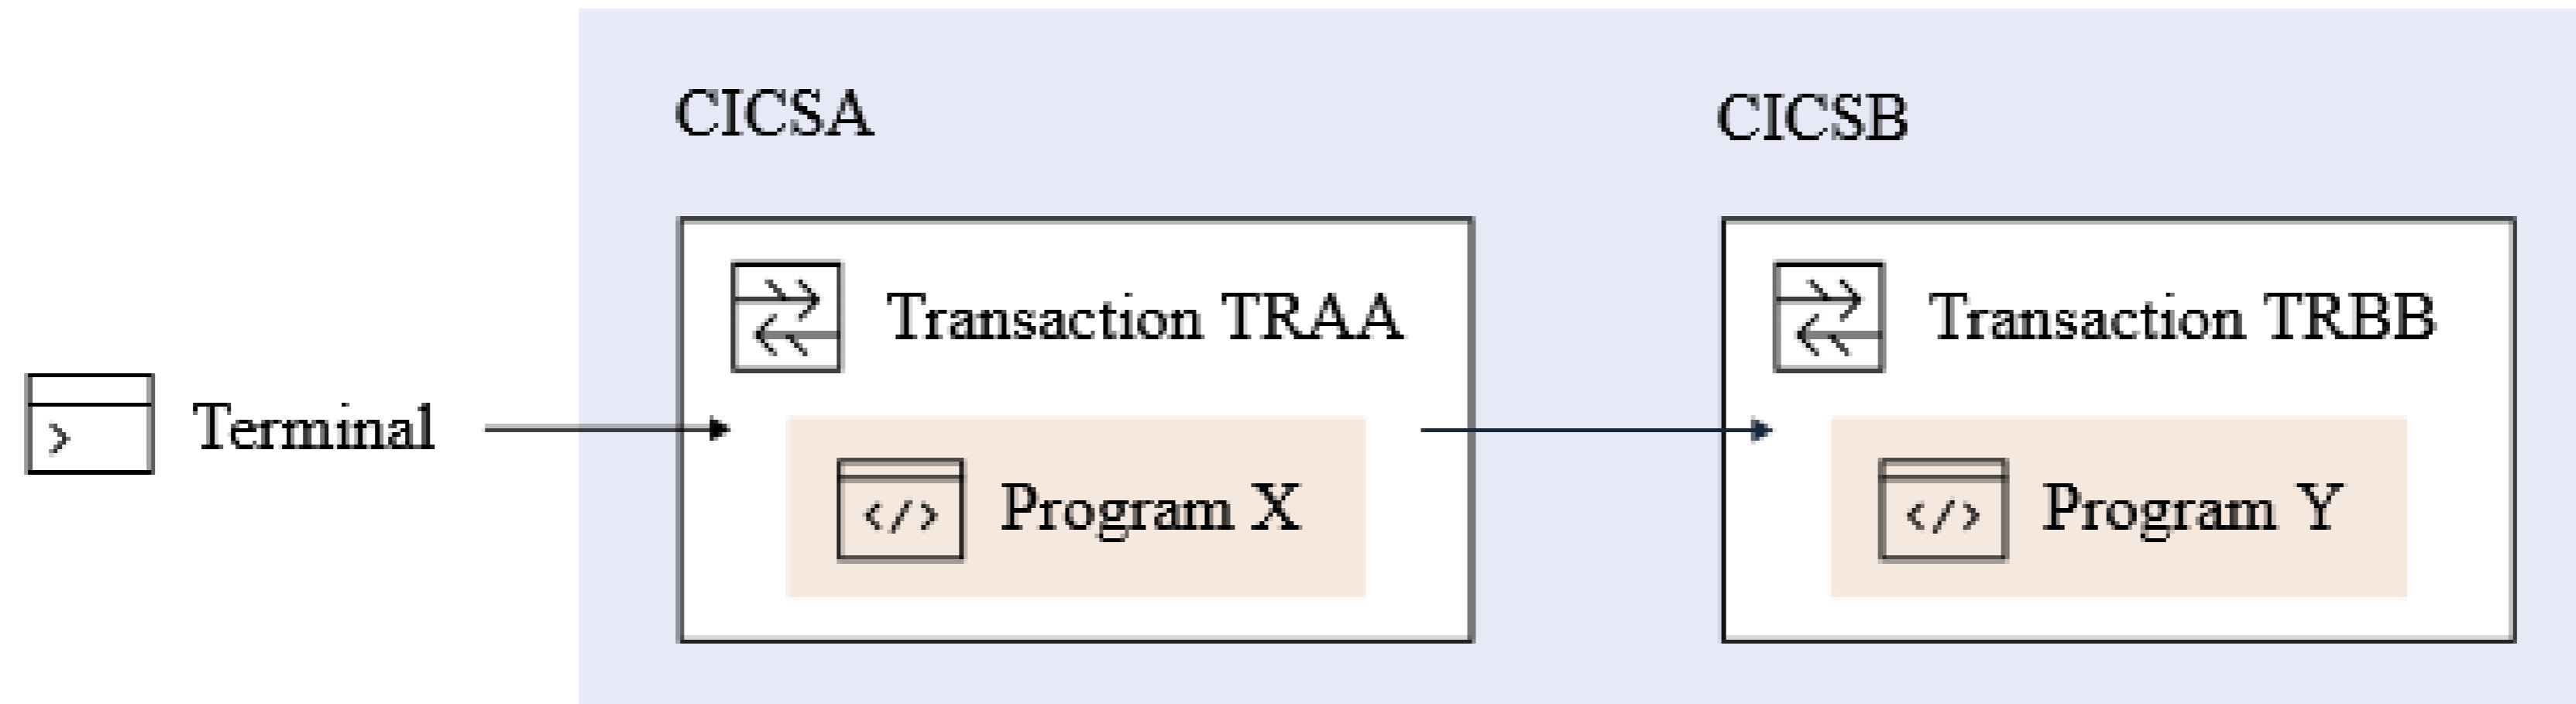 CICSA
CICSB
Transaction TRAA
Transaction TRBB
Terminal
Program X
Program Y